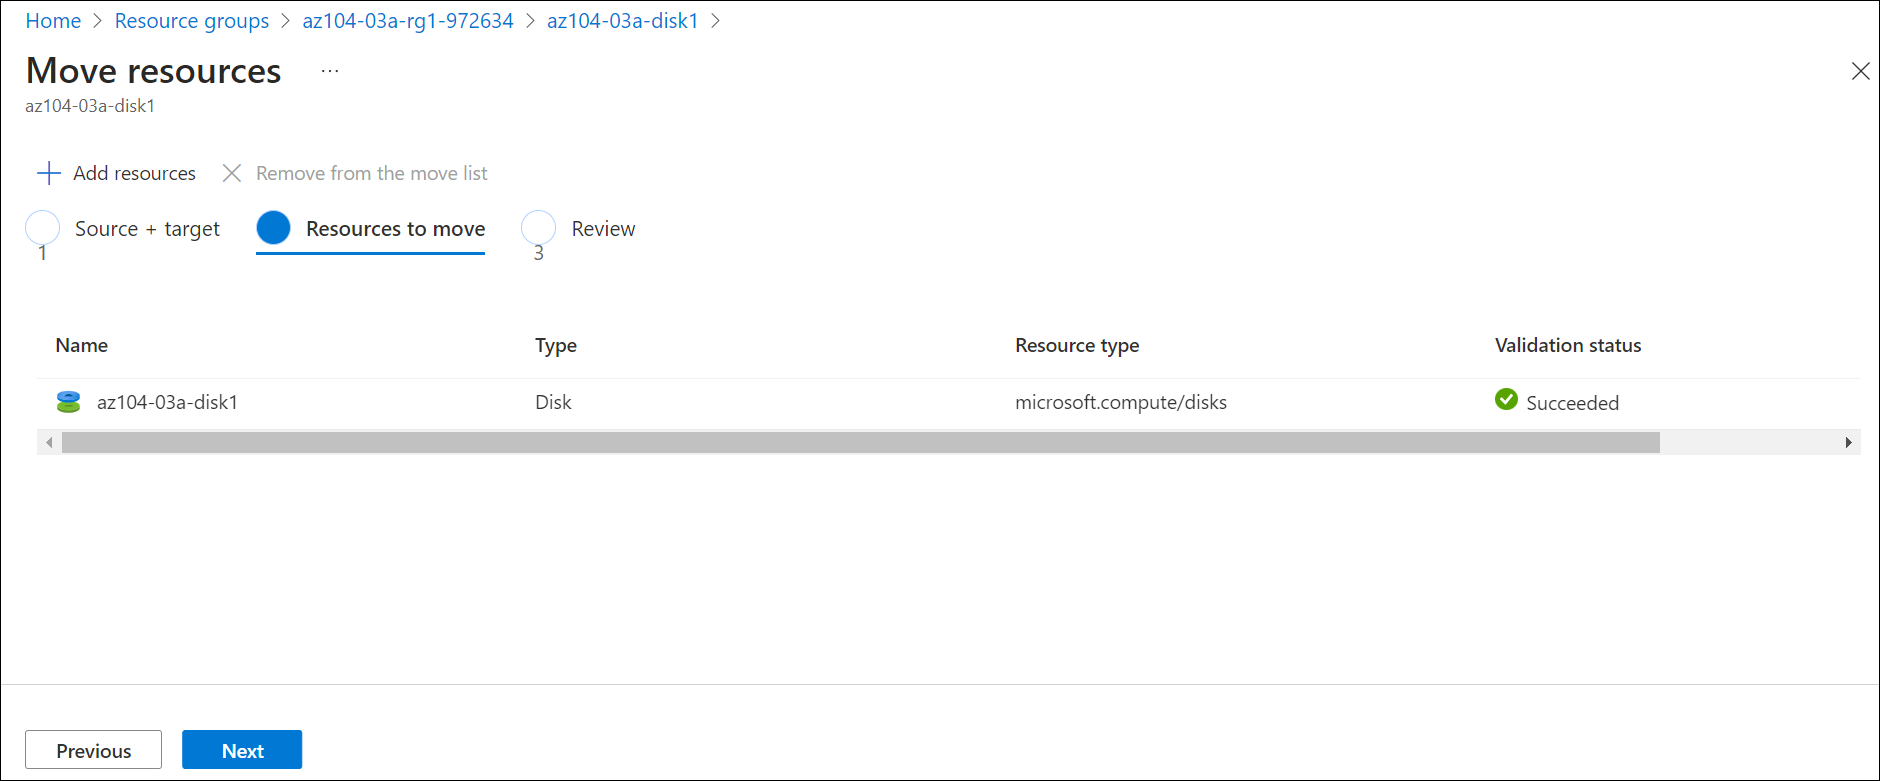 Home > Resource groups > az104-03a-rg1-972634 > az104-03a-disk1 >
Move resources ...
az104-03a-disk1
Add resources Remove from the move list
1 Source + target Resources to move 3 Review
Name Type Resource type Validation status
az104-03a-disk1 Disk microsoft.compute/disks Succeeded
Previous Next